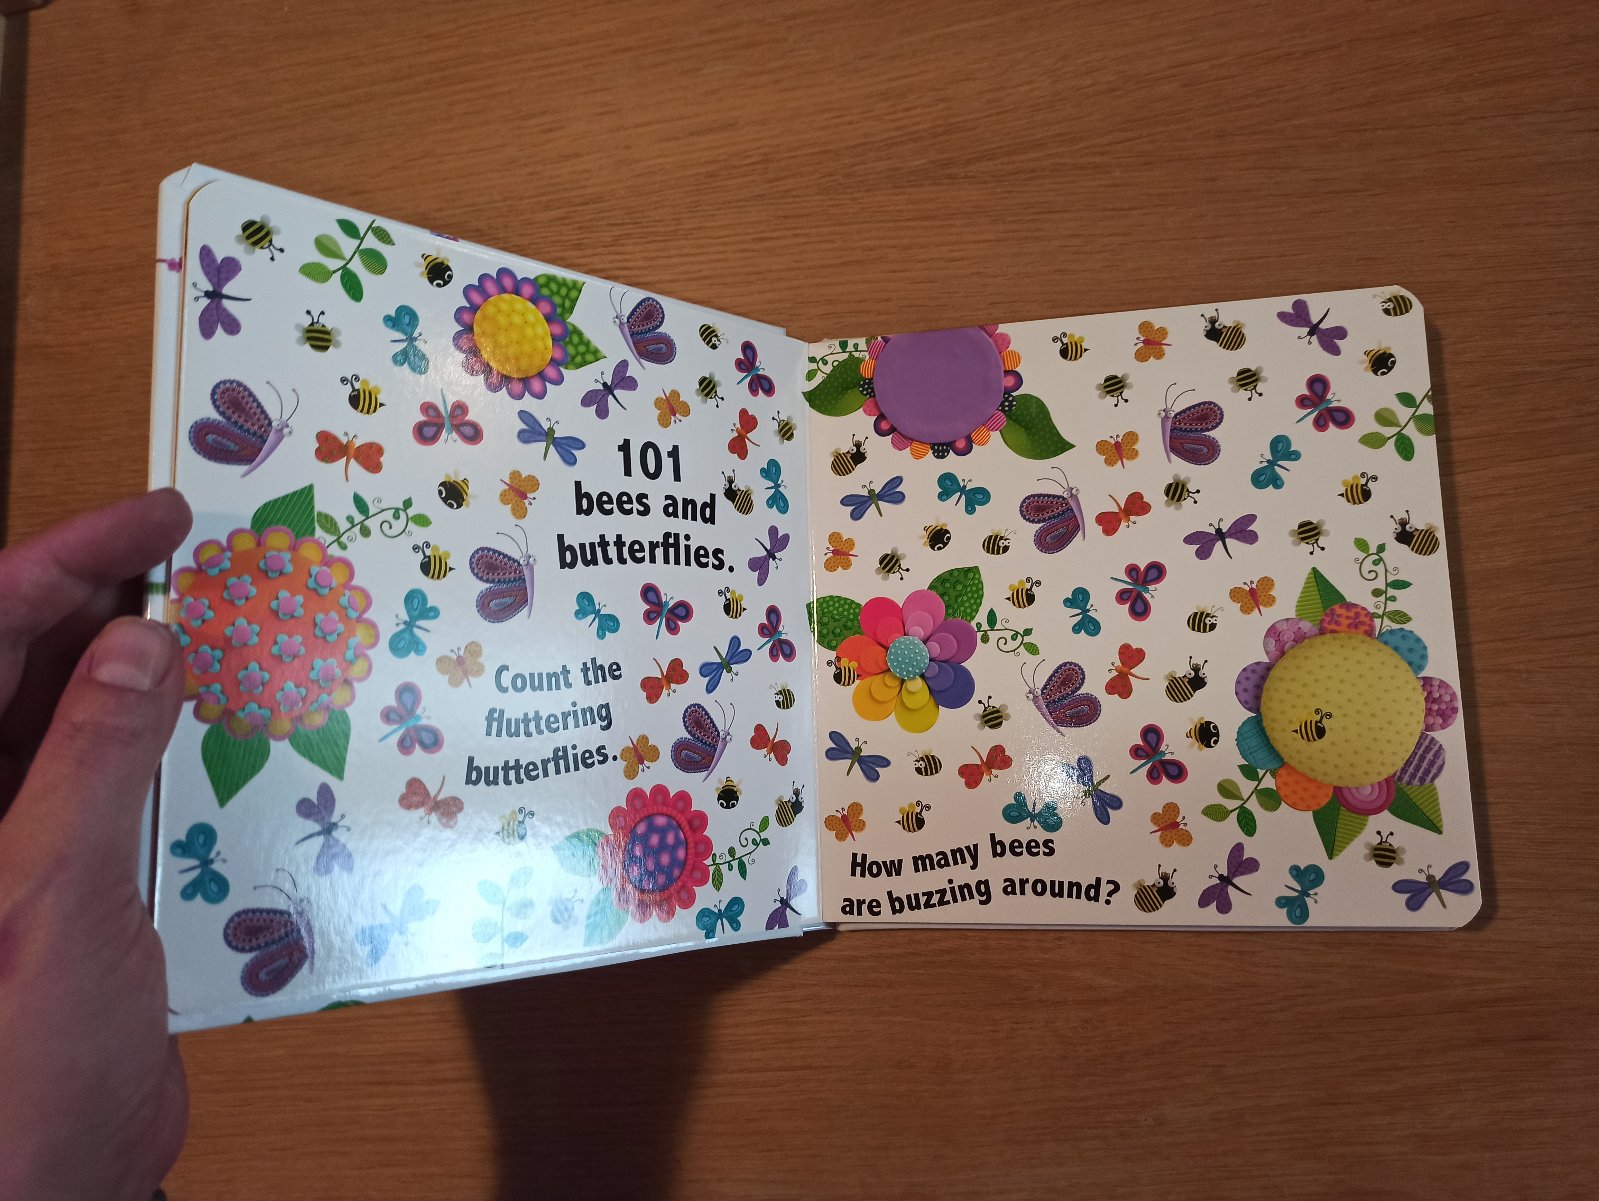 101
bees and
butterflies.
Count the
fluttering
butterflies.
How many bees
are buzzing around?